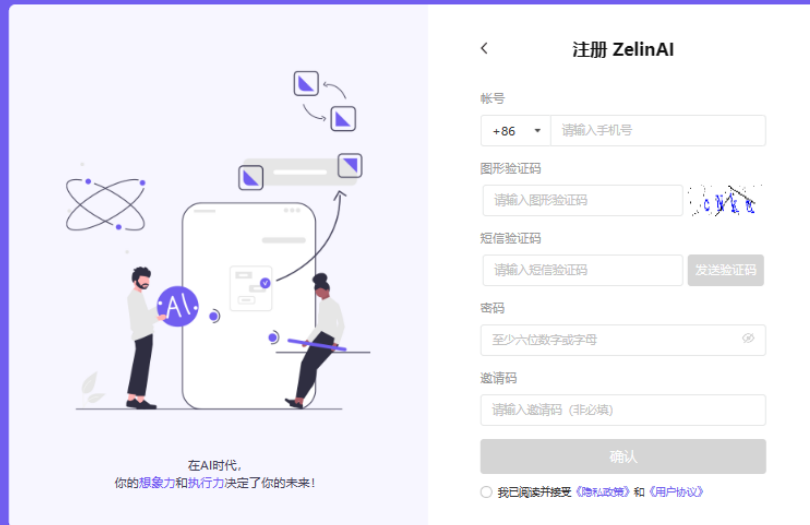 注册 ZelinAI
帐号
+86
请输入手机号
图形验证码
请输入图形验证码
短信验证码
请输入短信验证码
发送验证码
密码
至少六位数字或字母
邀请码
请输入邀请码（非必填）
确认
我已阅读并接受《隐私政策》和《用户协议》
AI
在AI时代，
你的想象力和执行力决定了你的未来！